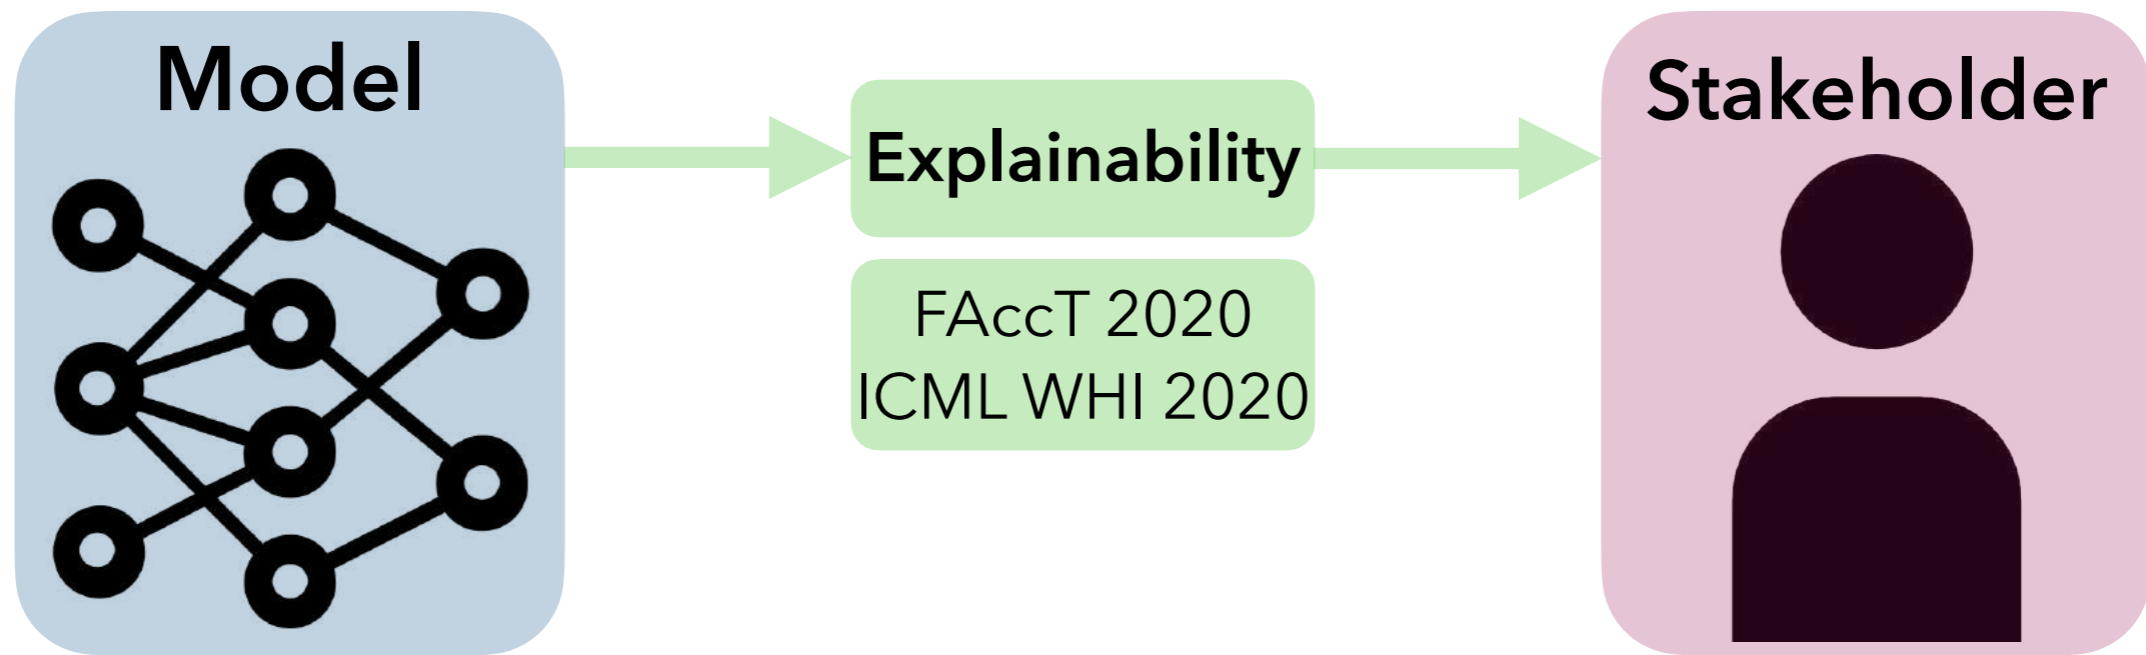 Model
Explainability
FAccT 2020
ICML WHI 2020
Stakeholder